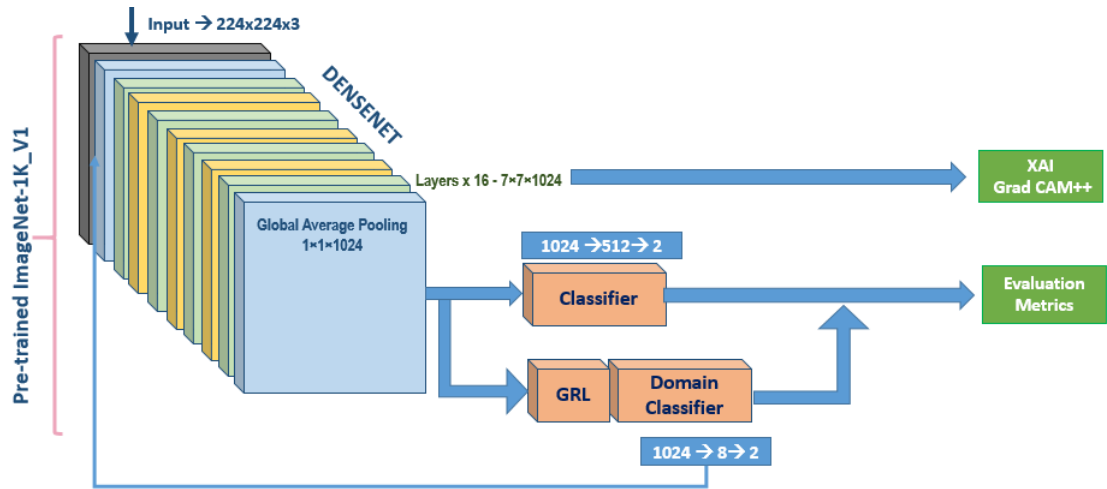 Input → 224x224x3
Pre-trained ImageNet-1K_V1
DENSENET
Layers x 16 - 7×7×1024
XAI
Grad CAM++
Global Average Pooling
1×1×1024
1024 →512→ 2
Classifier
Evaluation
Metrics
GRL
Domain
Classifier
1024 → 8→ 2